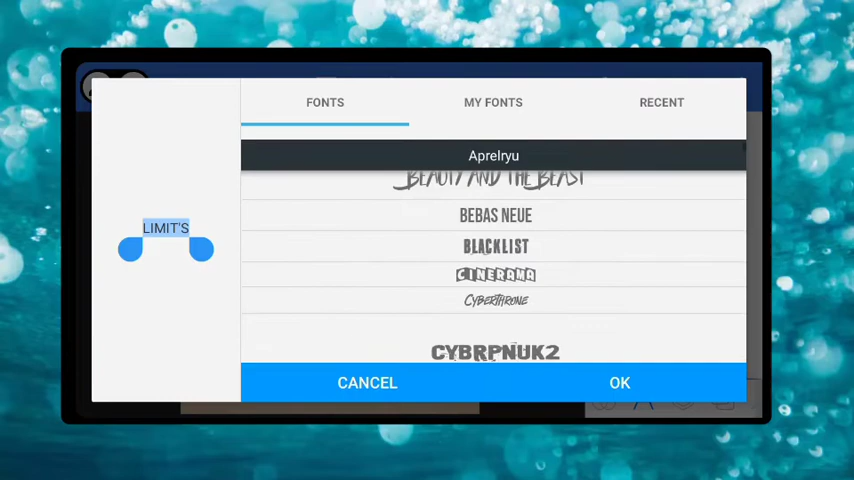 FONTS
MY FONTS
RECENT
Aprelryu
BEAUTY AND THE BEAST
BEBAS NEUE
LIMIT'S
BLACKLIST
CINERAMA
CYBERTHRONE
CYBRPNUK2
CANCEL
OK